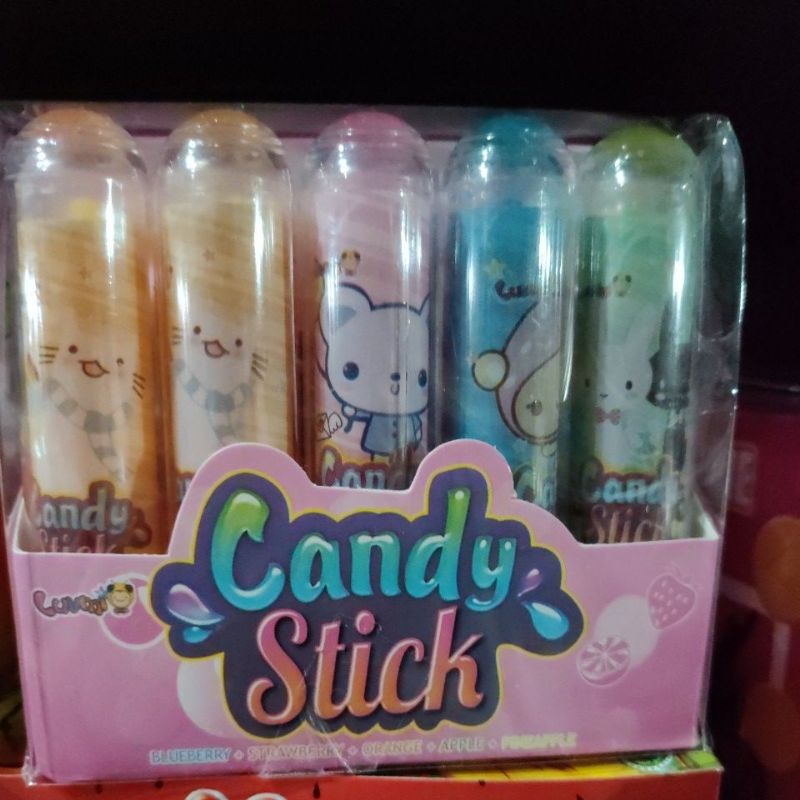 Candy
Stick
Candy
Stick
Candy
Stick
BLUEBERRY + STRAWBERRY + ORANGE + APPLE + PINEAPPLE